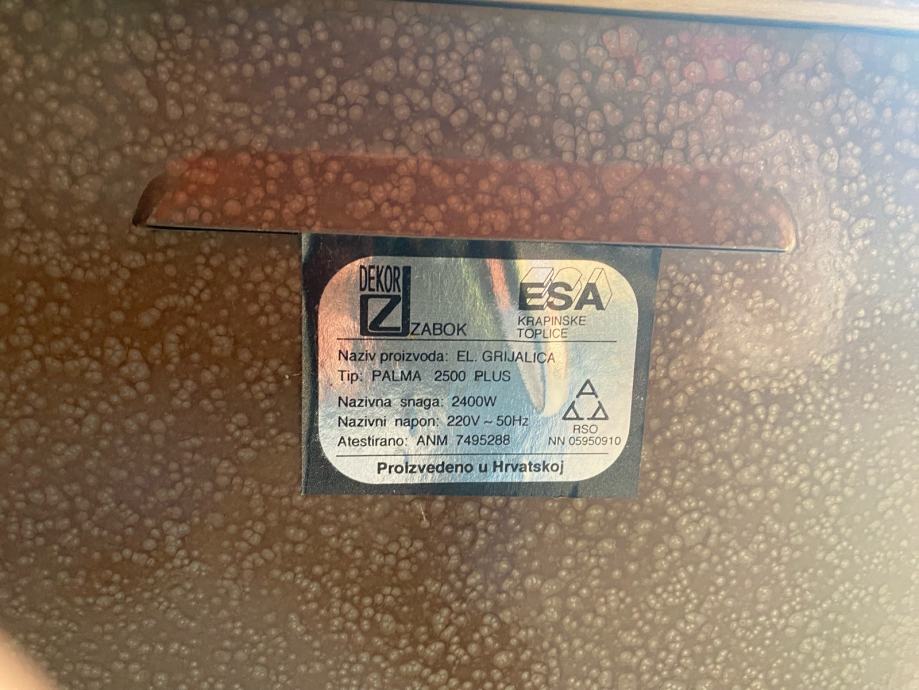 DEKOR
Z ZABOK
ESA
KRAPINSKE
TOPLICE
Naziv proizvoda: EL. GRIJALICA
Tip: PALMA 2500 PLUS
Nazivna snaga: 2400W
Nazivni napon: 220V ~ 50Hz
Atestirano: ANM 7495288
A
RSO
NN 05950910
Proizvedeno u Hrvatskoj